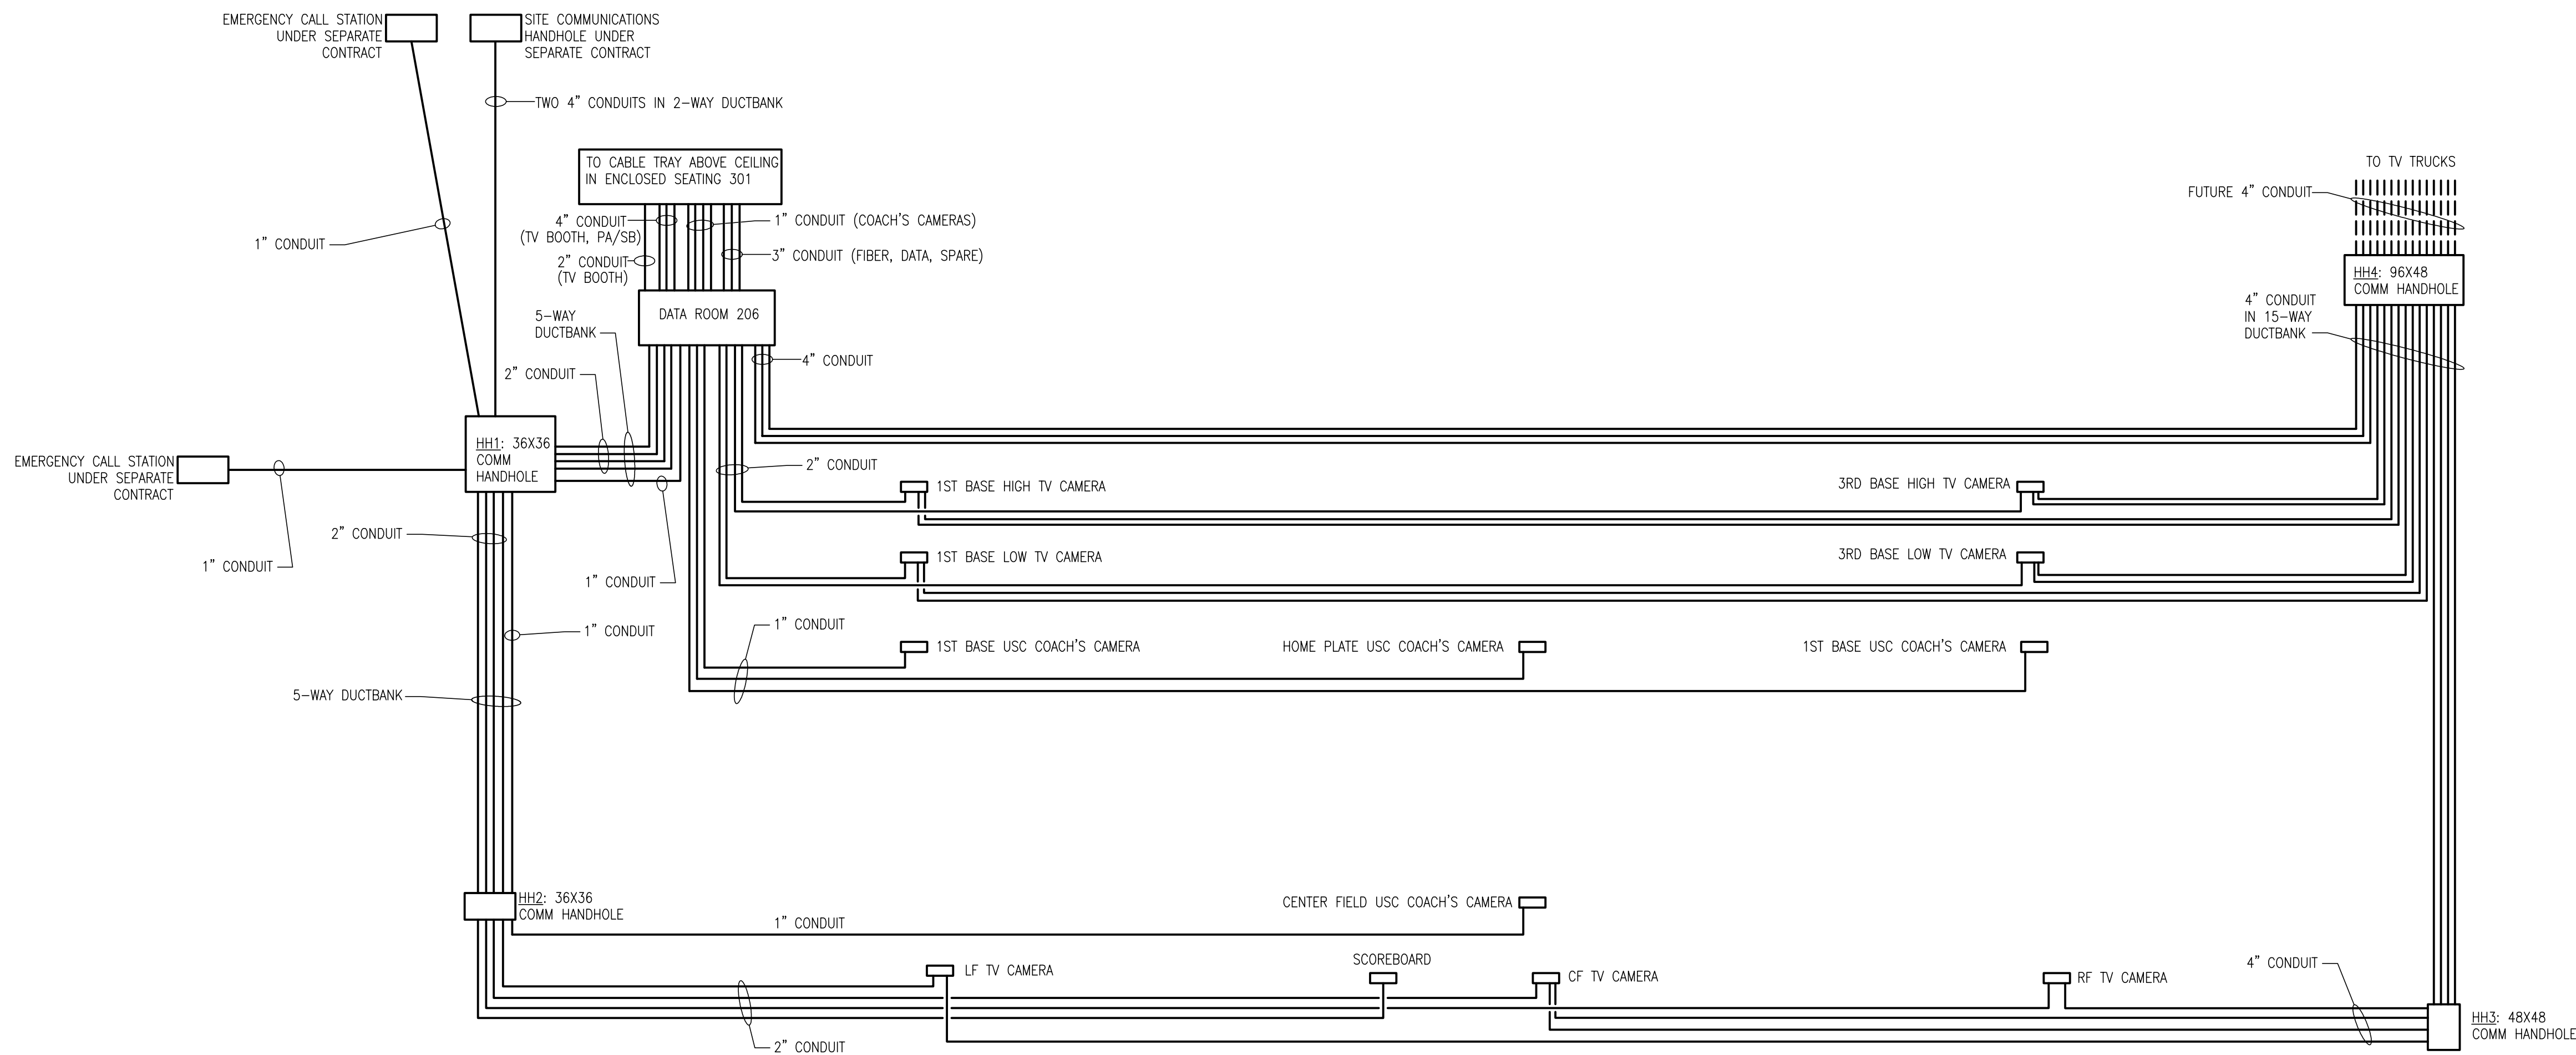 EMERGENCY CALL STATION
UNDER SEPARATE
CONTRACT
SITE COMMUNICATIONS
HANDHOLE UNDER
SEPARATE CONTRACT
TWO 4" CONDUITS IN 2-WAY DUCTBANK
TO CABLE TRAY ABOVE CEILING
IN ENCLOSED SEATING 301
TO TV TRUCKS
FUTURE 4" CONDUIT
4" CONDUIT
(TV BOOTH, PA/SB)
1" CONDUIT (COACH'S CAMERAS)
1" CONDUIT
3" CONDUIT (FIBER, DATA, SPARE)
2" CONDUIT
(TV BOOTH)
HH4: 96X48
COMM HANDHOLE
4" CONDUIT
IN 15-WAY
DUCTBANK
DATA ROOM 206
5-WAY
DUCTBANK
4" CONDUIT
2" CONDUIT
HH1: 36X36
COMM
HANDHOLE
EMERGENCY CALL STATION
UNDER SEPARATE
CONTRACT
2" CONDUIT
1ST BASE HIGH TV CAMERA
3RD BASE HIGH TV CAMERA
2" CONDUIT
1" CONDUIT
1" CONDUIT
1ST BASE LOW TV CAMERA
3RD BASE LOW TV CAMERA
1" CONDUIT
1" CONDUIT
1ST BASE USC COACH'S CAMERA
HOME PLATE USC COACH'S CAMERA
1ST BASE USC COACH'S CAMERA
5-WAY DUCTBANK
HH2: 36X36
COMM HANDHOLE
CENTER FIELD USC COACH'S CAMERA
1" CONDUIT
LF TV CAMERA
SCOREBOARD
CF TV CAMERA
RF TV CAMERA
4" CONDUIT
HH3: 48X48
COMM HANDHOLE
2" CONDUIT